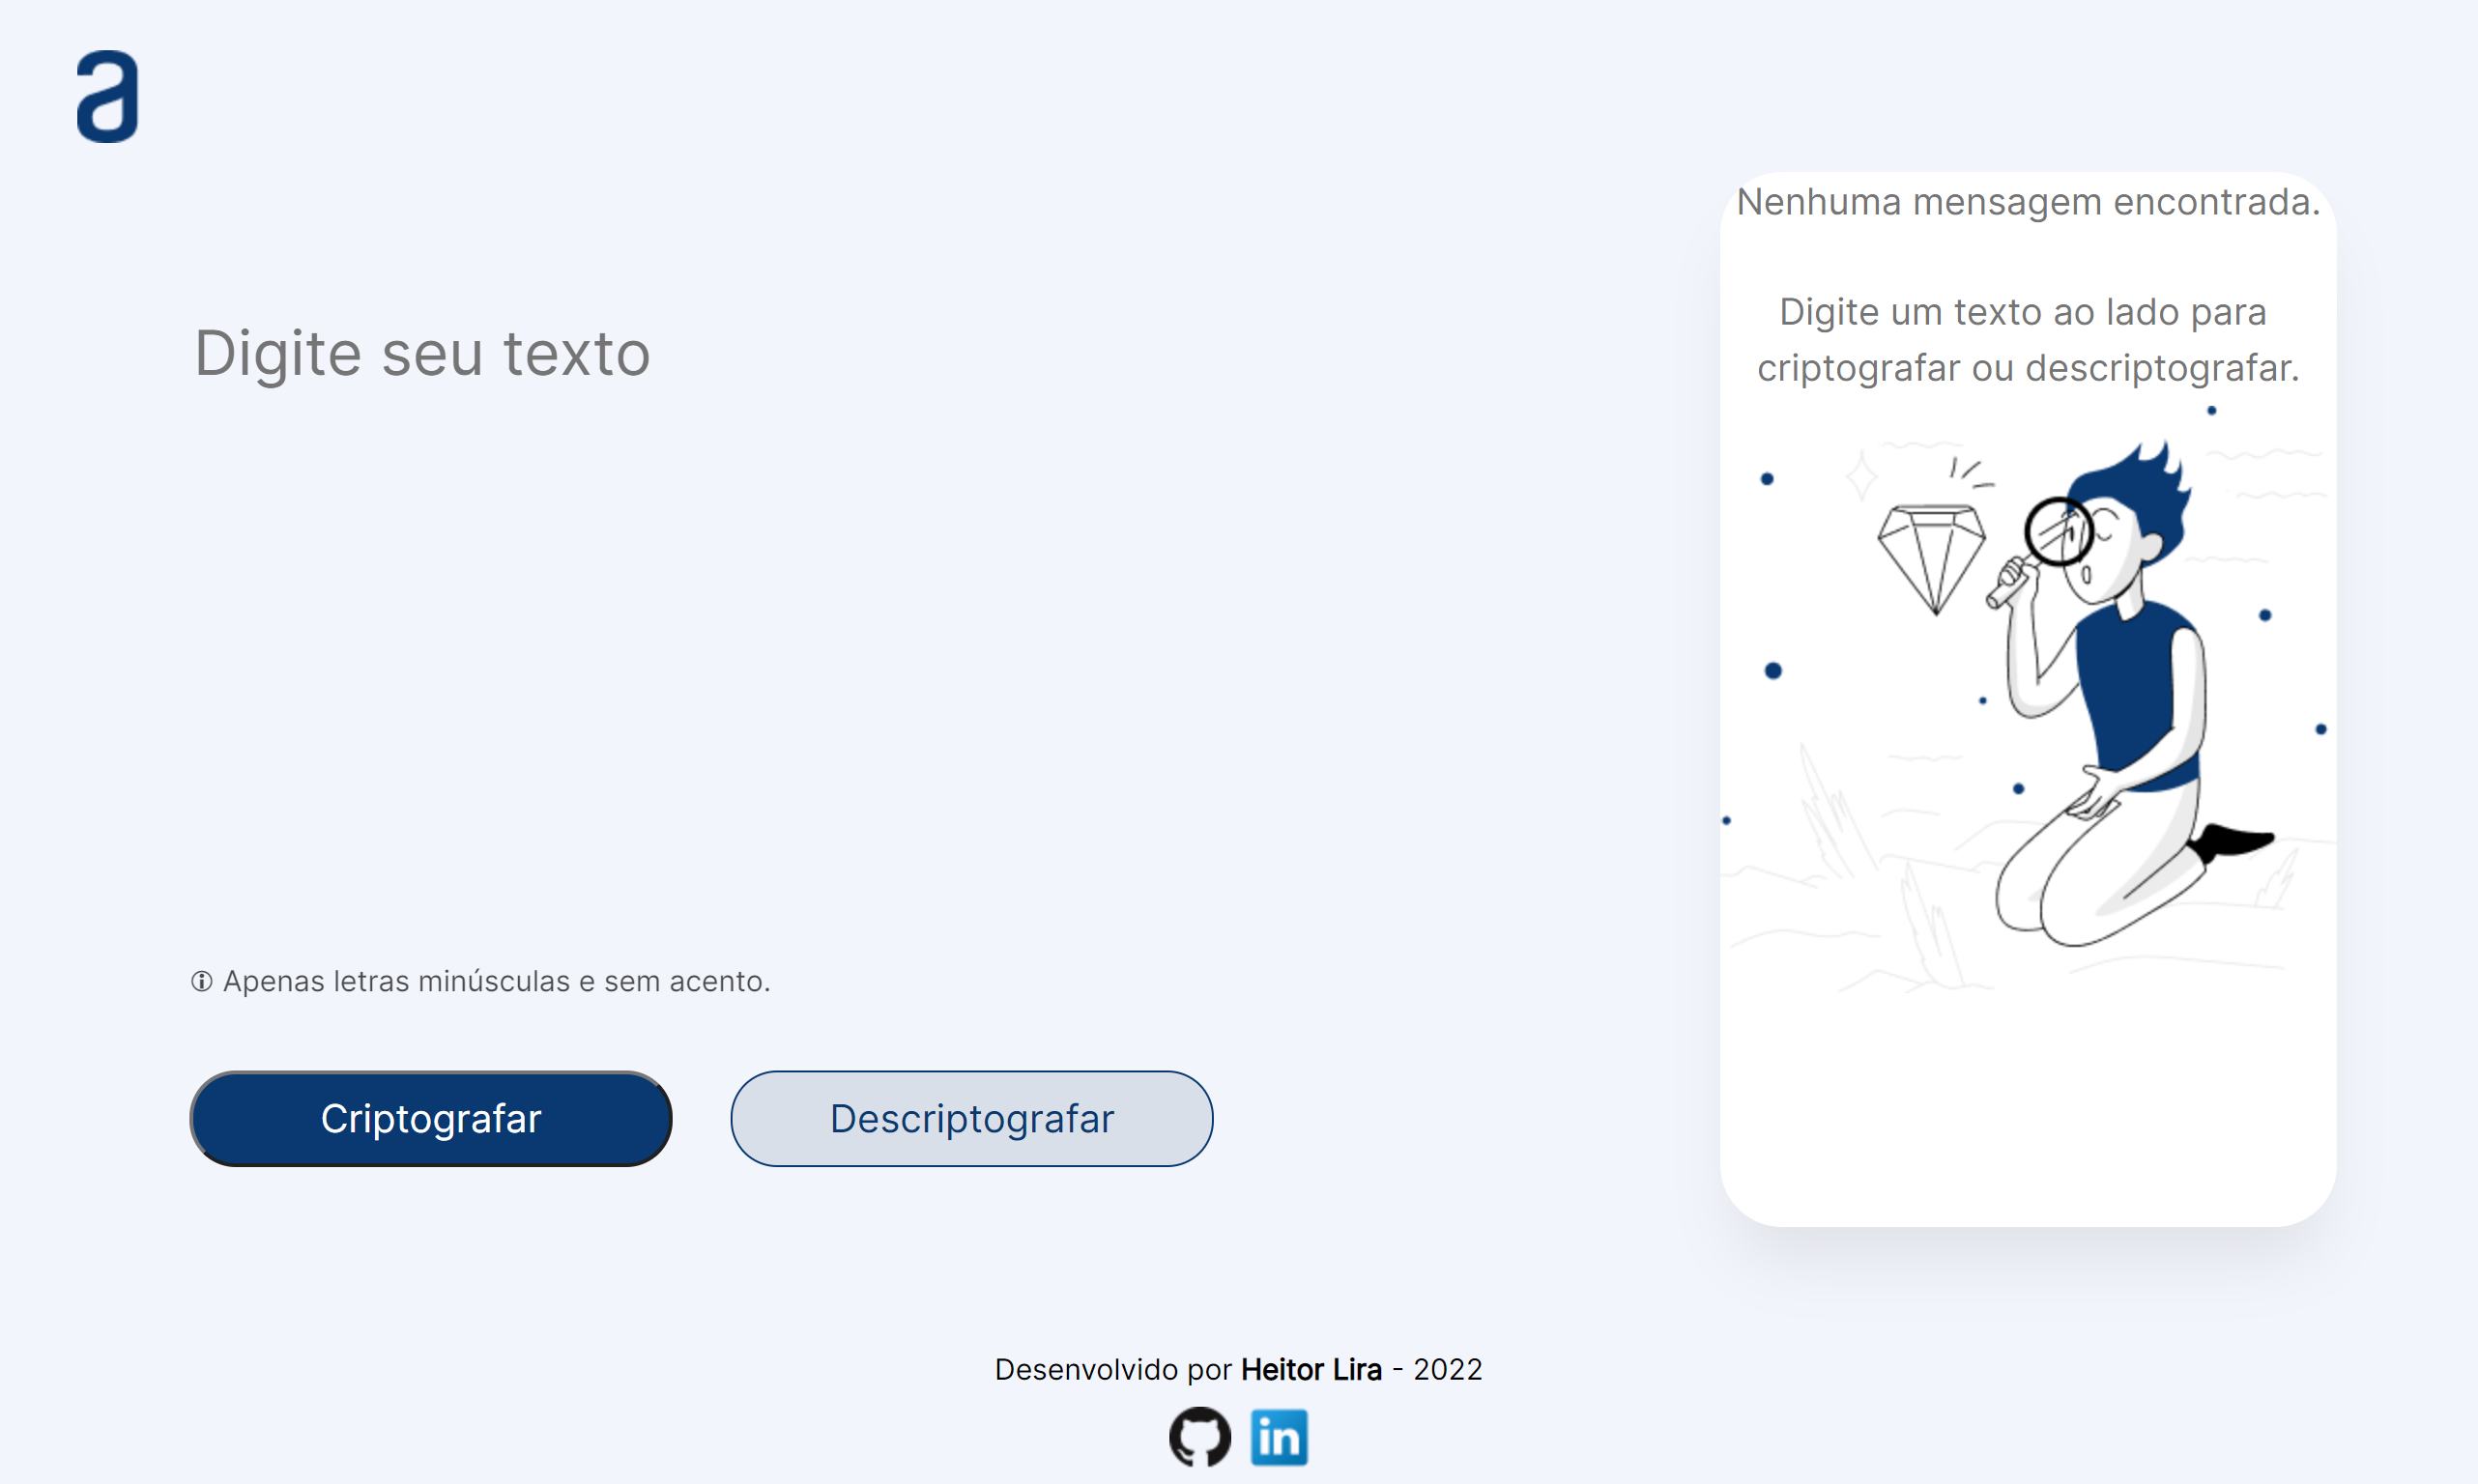 a
Digite seu texto
Apenas letras minúsculas e sem acento.
Criptografar
Descriptografar
Nenhuma mensagem encontrada.
Digite um texto ao lado para
criptografar ou descriptografar.
Desenvolvido por Heitor Lira - 2022
in